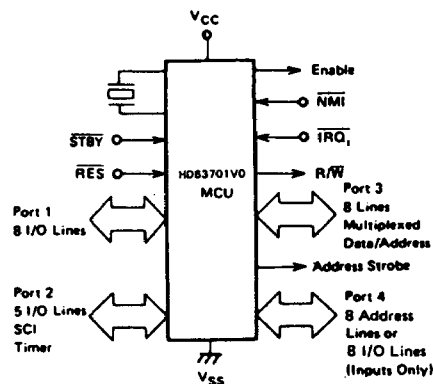 VCC
Enable
NMI
STBY
IRQ1
RES
HD63701V0
MCU
R/W
Port 1
8 I/O Lines
Port 3
8 Lines
Multiplexed
Data/Address
Address Strobe
Port 2
5 I/O Lines
SCI
Timer
Port 4
8 Address
Lines or
8 I/O Lines
(Inputs Only)
VSS